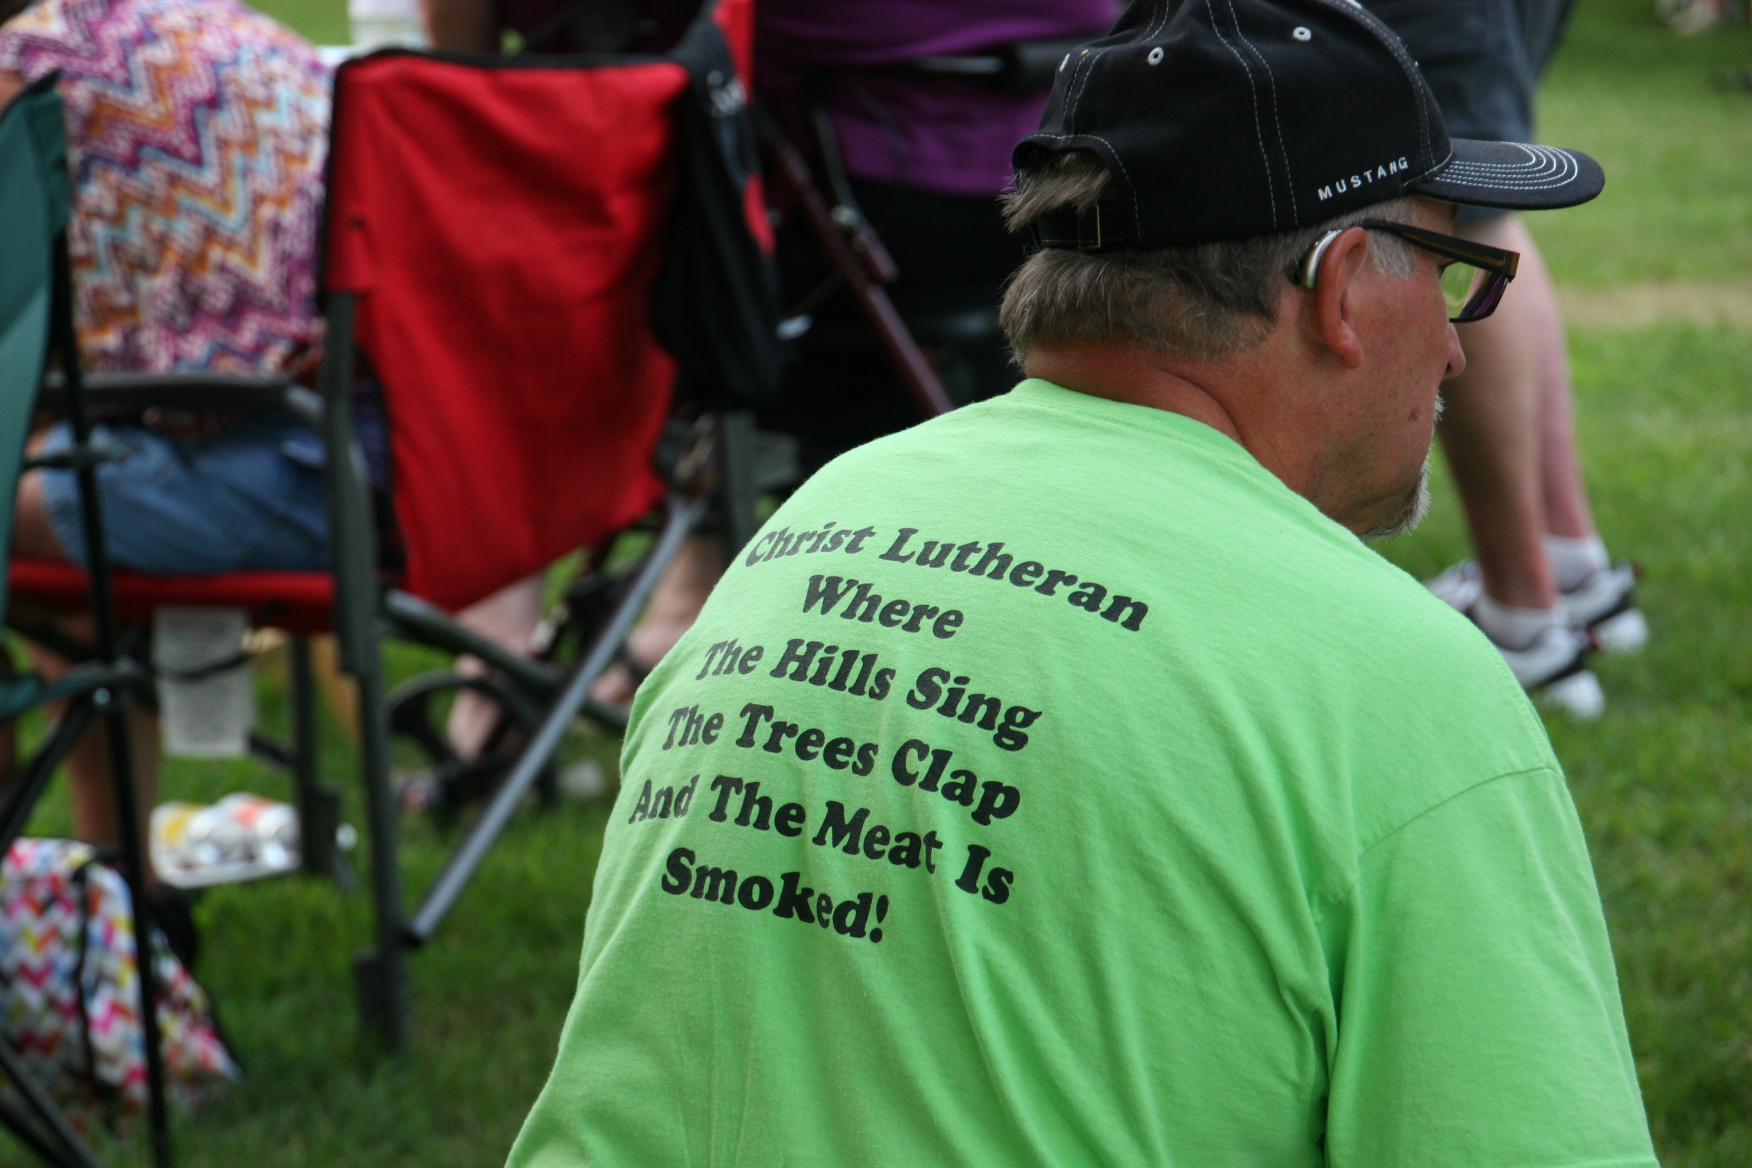 MUSTANG
Christ Lutheran
Where
The Hills Sing
The Trees Clap
And The Meat Is
Smoked!